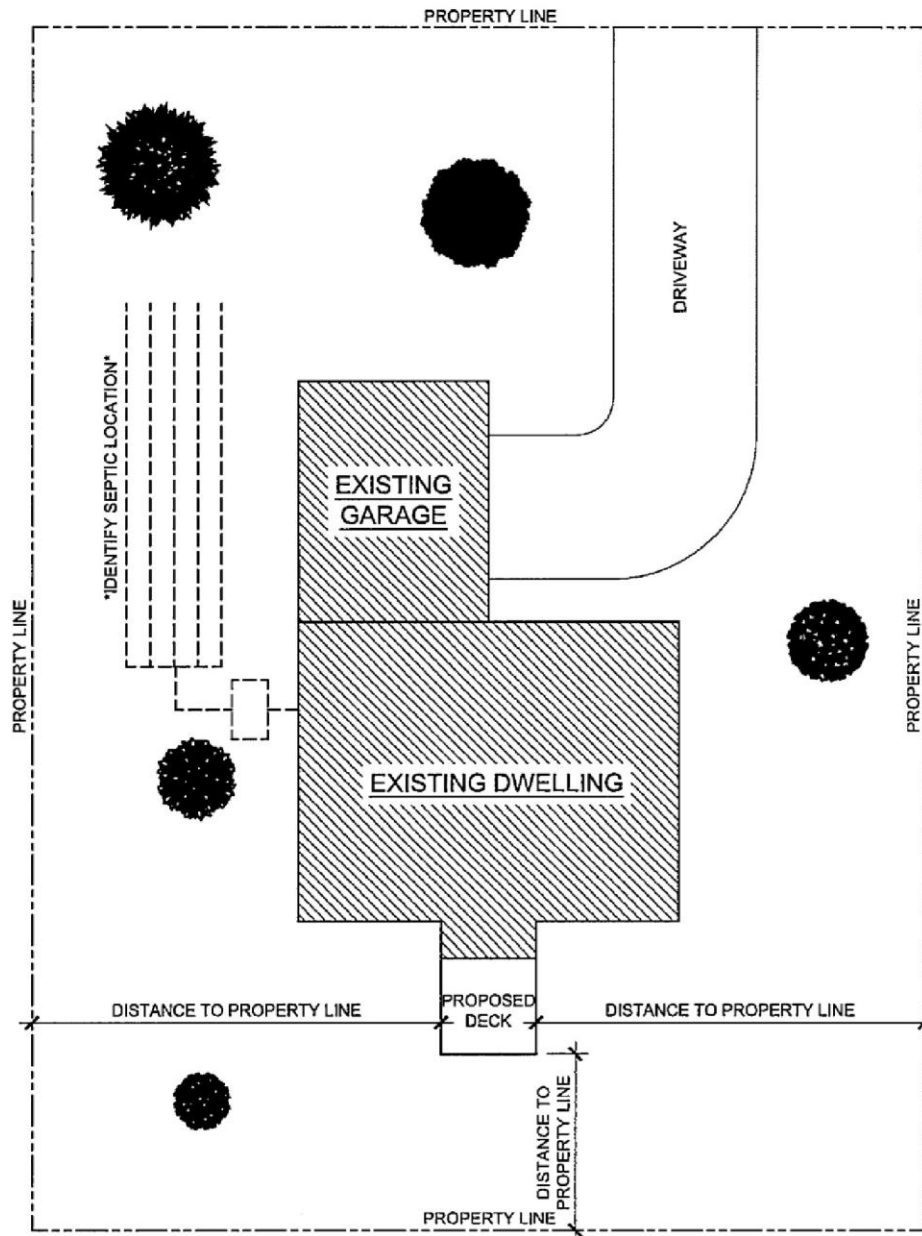 PROPERTY LINE
DRIVEWAY
*IDENTIFY SEPTIC LOCATION*
EXISTING
GARAGE
PROPERTY LINE
PROPERTY LINE
EXISTING DWELLING
DISTANCE TO PROPERTY LINE
PROPOSED
DECK
DISTANCE TO PROPERTY LINE
DISTANCE TO
PROPERTY LINE
PROPERTY LINE